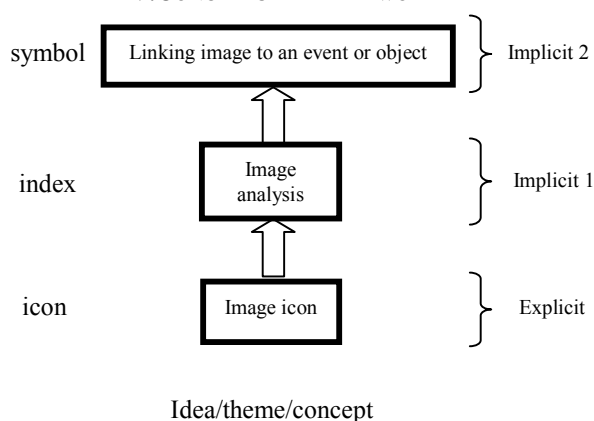 symbol
Linking image to an event or object
Implicit 2
index
Image
analysis
Implicit 1
icon
Image icon
Explicit
Idea/theme/concept